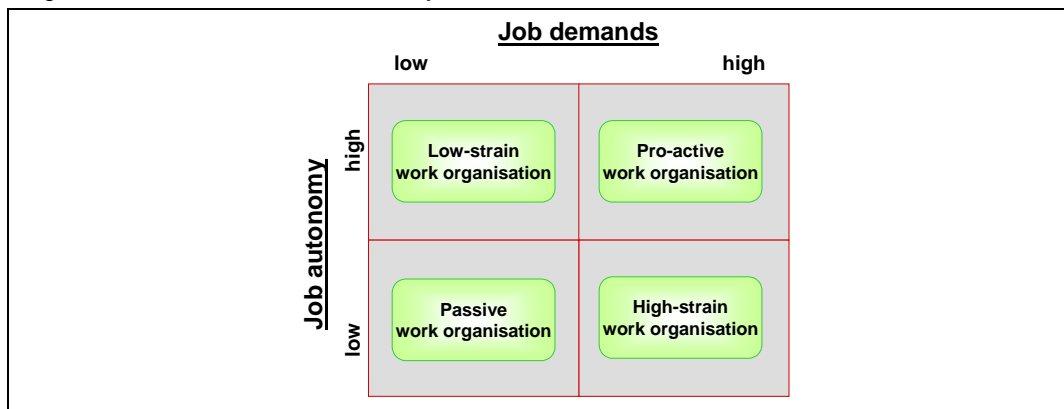 Job demands
low high
high
Low-strain
work organisation
Pro-active
work organisation
Job autonomy
low
Passive
work organisation
High-strain
work organisation